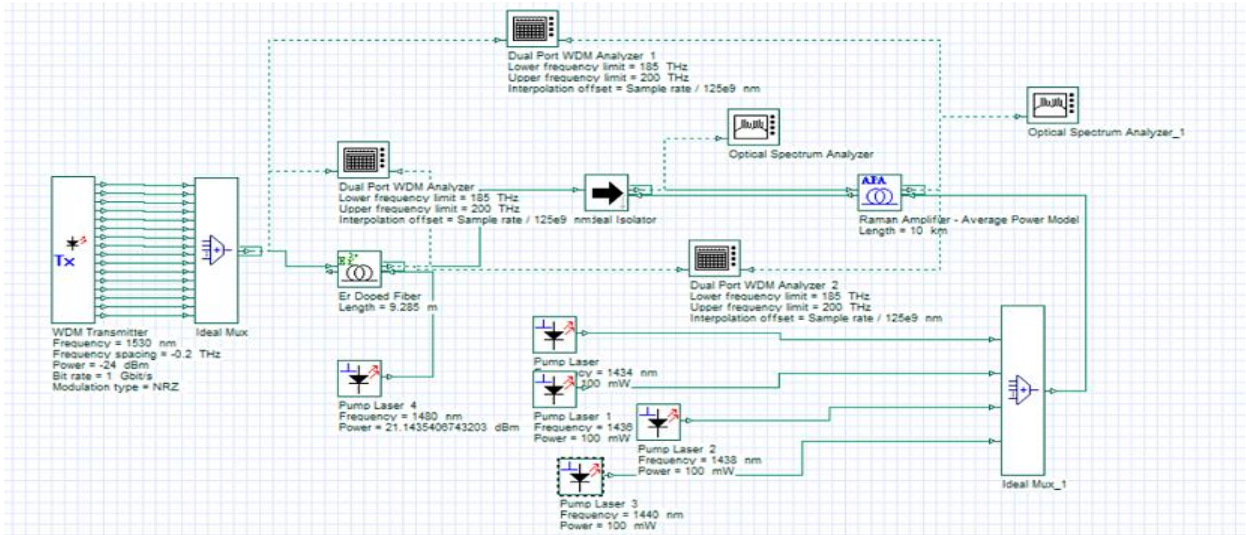 Dual Port WDM Analyzer 1
Lower frequency limit = 185 THz
Upper frequency limit = 200 THz
Interpolation offset = Sample rate / 125e9 nm
Optical Spectrum Analyzer_1
Optical Spectrum Analyzer
Dual Port WDM Analyzer
Lower frequency limit = 185 THz
Upper frequency limit = 200 THz
Interpolation offset = Sample rate / 125e9 nm
Ideal Isolator
Raman Amplifier - Average Power Model
Length = 10 km
Tx
WDM Transmitter
Frequency = 1530 nm
Frequency spacing = -0.2 THz
Power = -24 dBm
Bit rate = 1 Gbit/s
Modulation type = NRZ
Ideal Mux
Er Doped Fiber
Length = 9.285 m
Dual Port WDM Analyzer 2
Lower frequency limit = 185 THz
Upper frequency limit = 200 THz
Interpolation offset = Sample rate / 125e9 nm
Pump Laser 4
Frequency = 1480 nm
Power = 21.1435406743203 dBm
Pump Laser
ency = 1434 nm
100 mW
Pump Laser 1
Frequency = 1436
Power = 100 mW
Pump Laser 2
Frequency = 1438 nm
Power = 100 mW
Pump Laser 3
Frequency = 1440 nm
Power = 100 mW
Ideal Mux_1